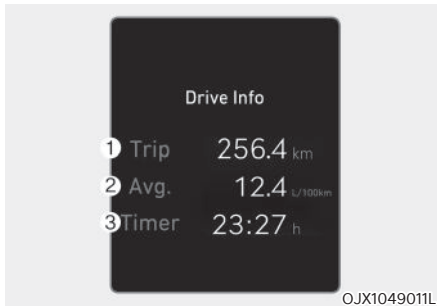 Drive Info
1 Trip 256.4 km
2 Avg. 12.4 L/100km
3 Timer 23:27 h
OJX1049011L